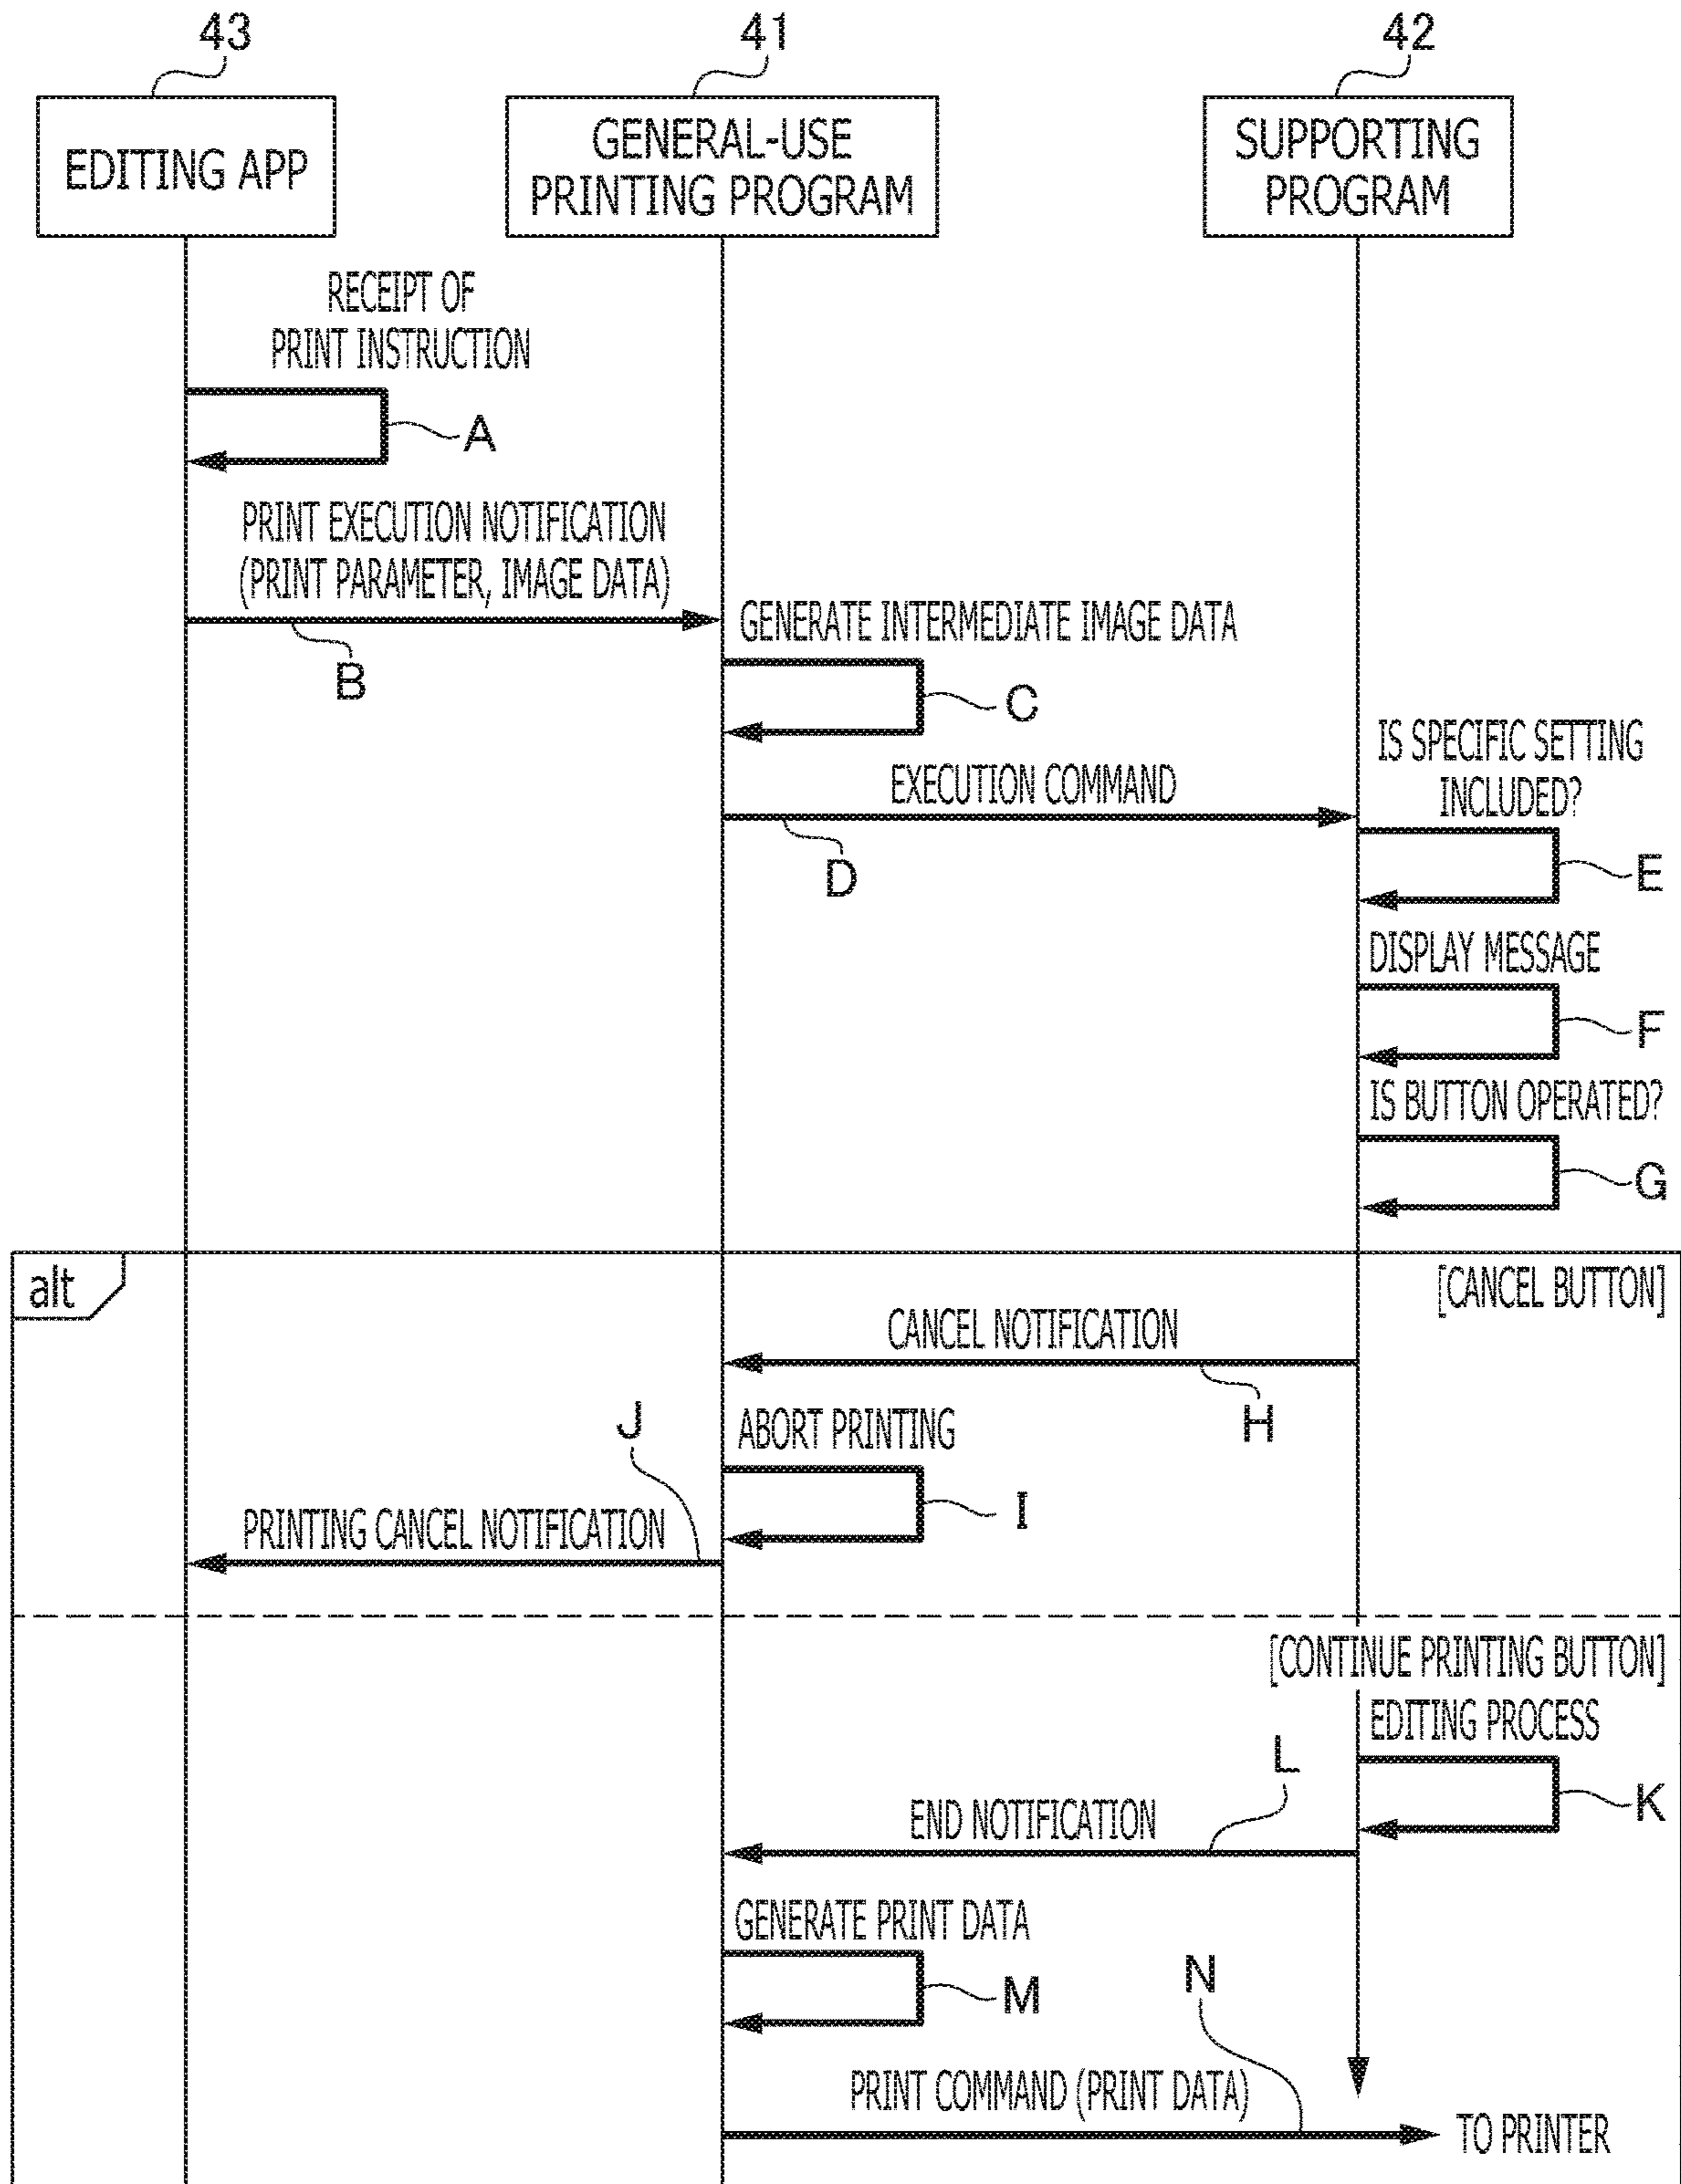 43
41
42
EDITING APP
GENERAL-USE
PRINTING PROGRAM
SUPPORTING
PROGRAM
RECEIPT OF
PRINT INSTRUCTION
A
PRINT EXECUTION NOTIFICATION
(PRINT PARAMETER, IMAGE DATA)
B
GENERATE INTERMEDIATE IMAGE DATA
C
EXECUTION COMMAND
D
IS SPECIFIC SETTING
INCLUDED?
E
DISPLAY MESSAGE
F
IS BUTTON OPERATED?
G
alt
[CANCEL BUTTON]
CANCEL NOTIFICATION
H
ABORT PRINTING
I
J
PRINTING CANCEL NOTIFICATION
[CONTINUE PRINTING BUTTON]
EDITING PROCESS
K
L
END NOTIFICATION
GENERATE PRINT DATA
M
N
PRINT COMMAND (PRINT DATA)
TO PRINTER